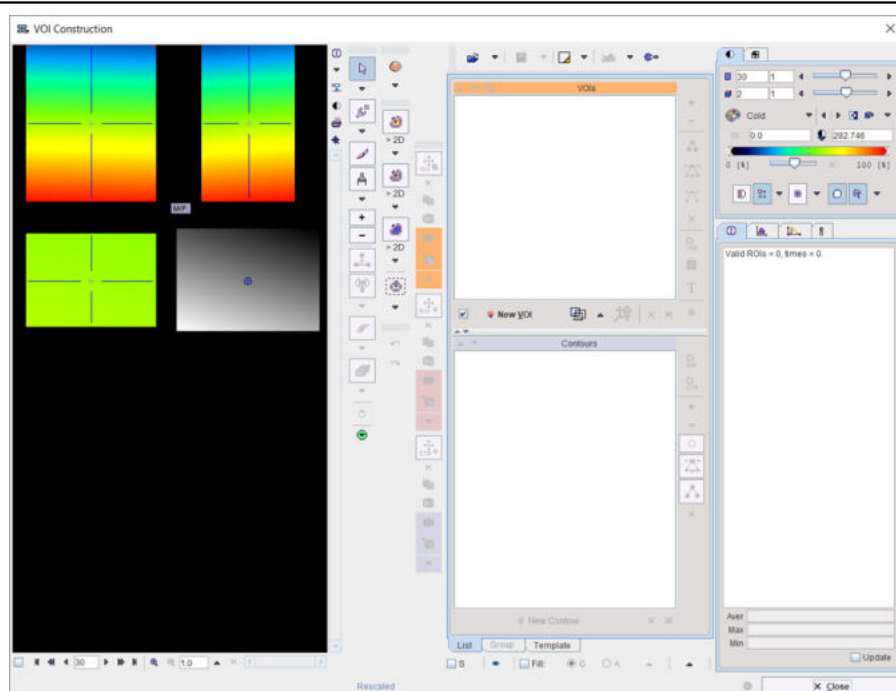 VOI Construction
MIP
> 2D
> 2D
> 2D
VOIs
New VOI
Contours
New Contour
List Group Template
S Fill: G A
30 1
2 1
Cold
0.0 282.746
0 [%] 100 [%]
Valid ROIs = 0, times = 0.
Aver
Max
Min
Update
30 1.0
Rescaled
Close